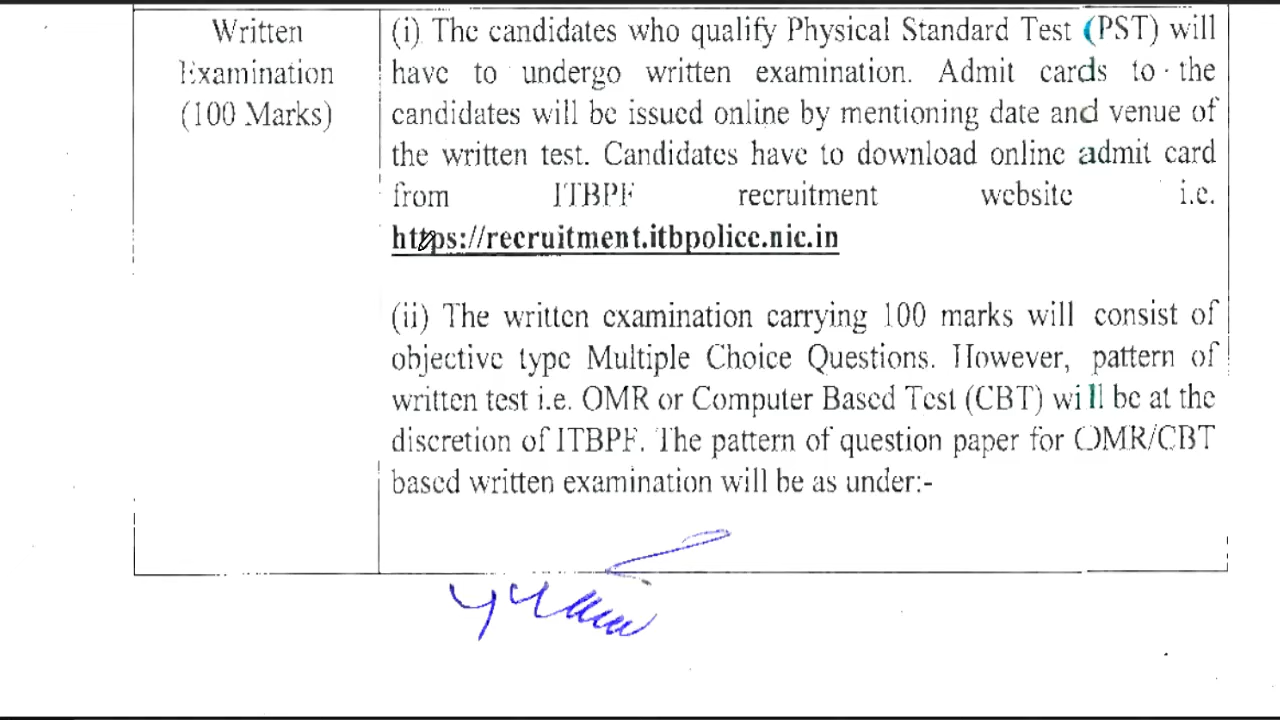 Written
Examination
(100 Marks)
(i) The candidates who qualify Physical Standard Test (PST) will
have to undergo written examination. Admit cards to the
candidates will be issued online by mentioning date and venue of
the written test. Candidates have to download online admit card
from ITBPF recruitment website i.e.
https://recruitment.itbpolice.nic.in
(ii) The written examination carrying 100 marks will consist of
objective type Multiple Choice Questions. However, pattern of
written test i.e. OMR or Computer Based Test (CBT) will be at the
discretion of ITBPF. The pattern of question paper for OMR/CBT
based written examination will be as under:-